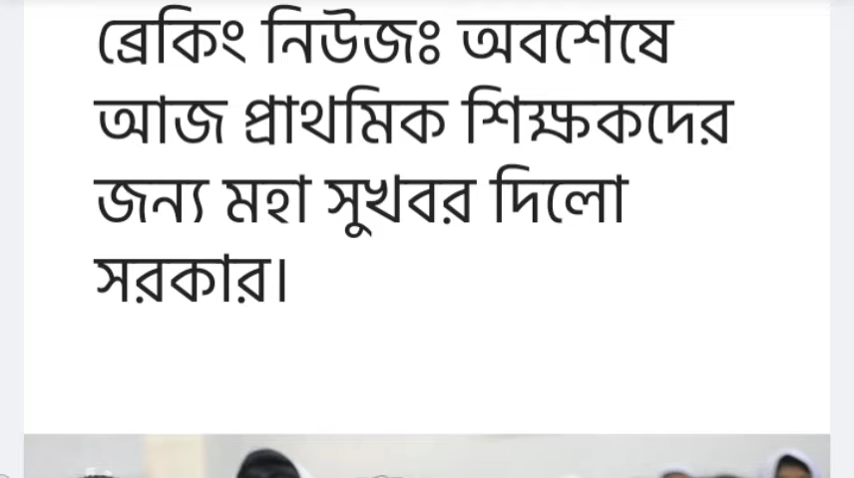 ব্রেকিং নিউজঃ অবশেষে
আজ প্রাথমিক শিক্ষকদের
জন্য মহা সুখবর দিলো
সরকার।